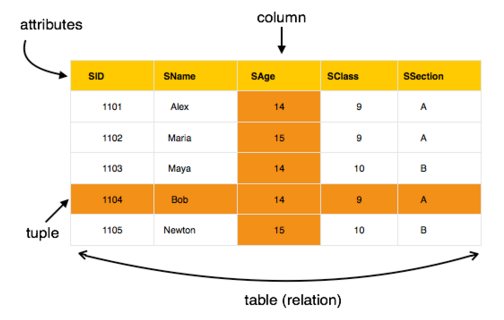 column
attributes
SID SName SAge SClass SSection
1101 Alex 14 9 A
1102 Maria 15 9 A
1103 Maya 14 10 B
1104 Bob 14 9 A
tuple
1105 Newton 15 10 B
table (relation)